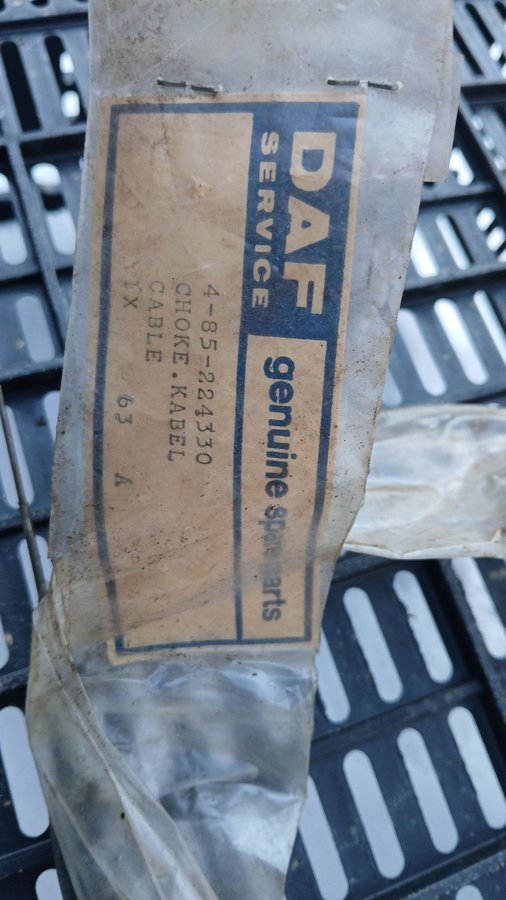 DAF
SERVICE
genuine spare parts
4-85-224330
CHOKE.KABEL
CABLE
1X 63 A